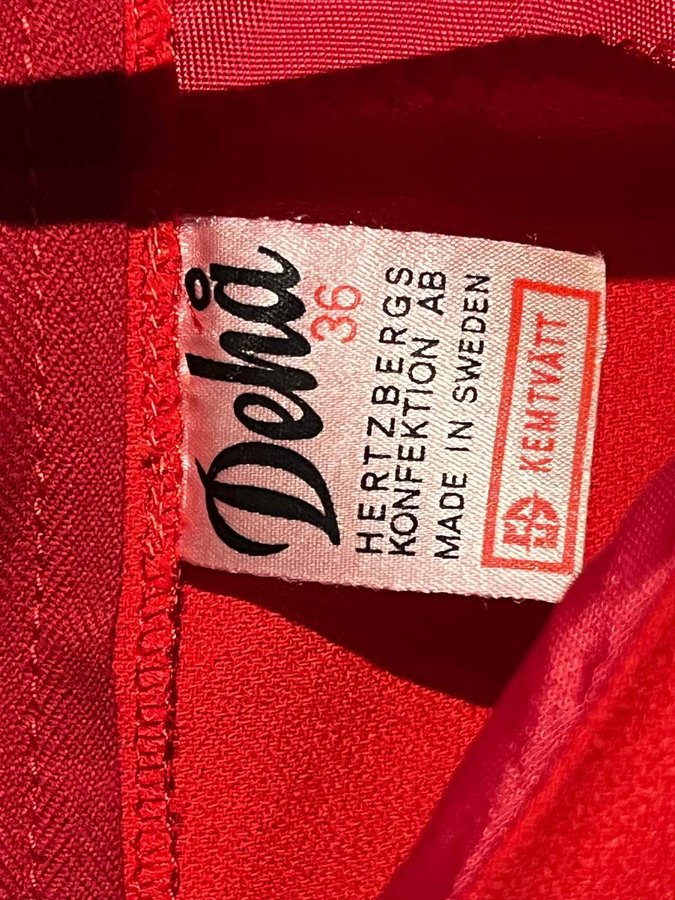 Dehå
36
HERTZBERGS
KONFEKTION AB
MADE IN SWEDEN
KEMTVÄTT